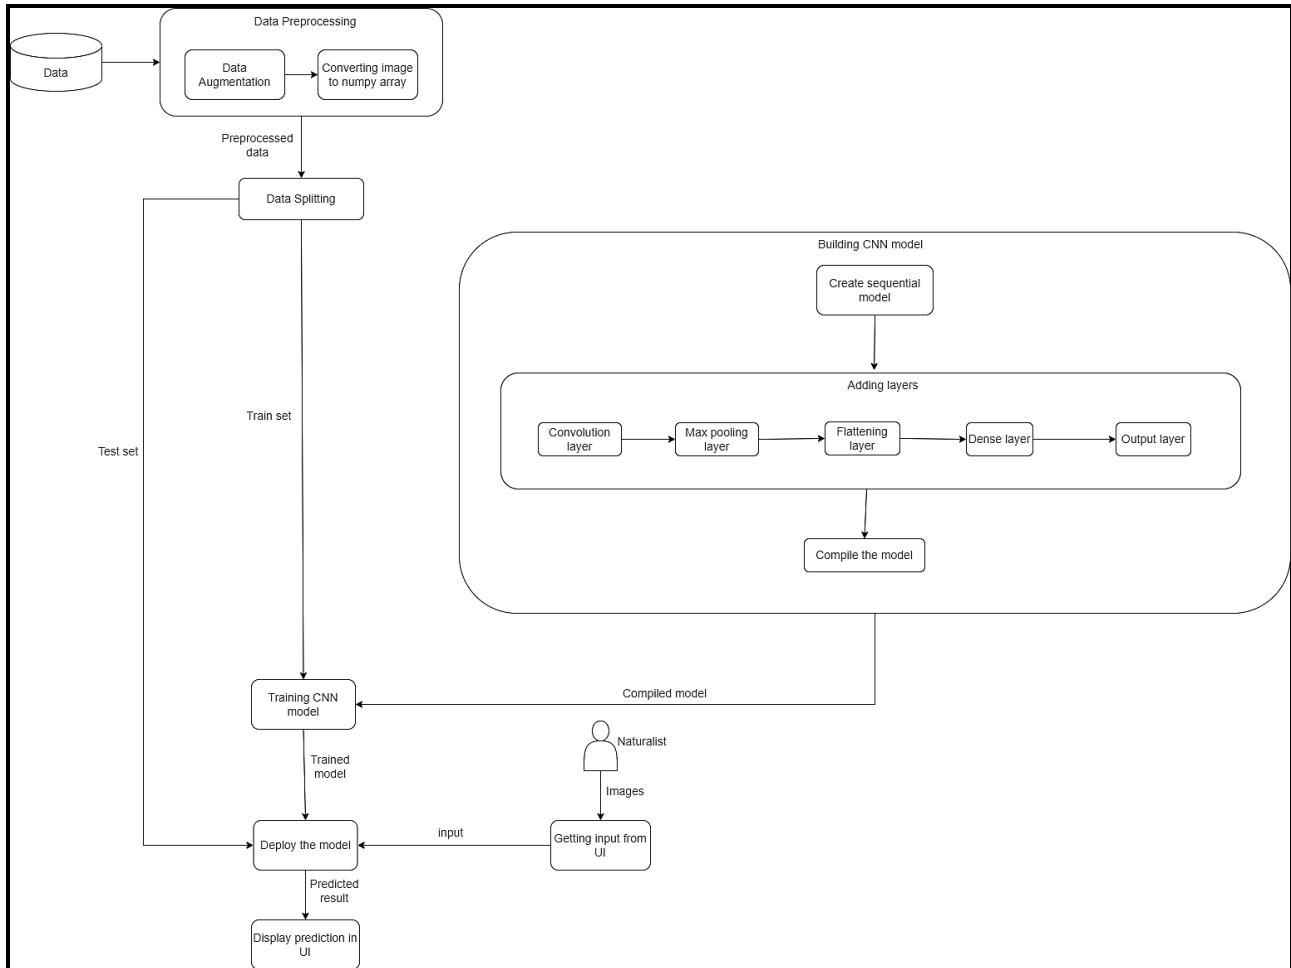 Data Preprocessing
Data
Data
Augmentation
Converting image
to numpy array
Preprocessed
data
Data Splitting
Building CNN model
Create sequential
model
Adding layers
Convolution
layer
Max pooling
layer
Flattening
layer
Dense layer
Output layer
Train set
Test set
Compile the model
Training CNN
model
Compiled model
Naturalist
Trained
model
Images
Deploy the model
input
Getting input from
UI
Predicted
result
Display prediction in
UI